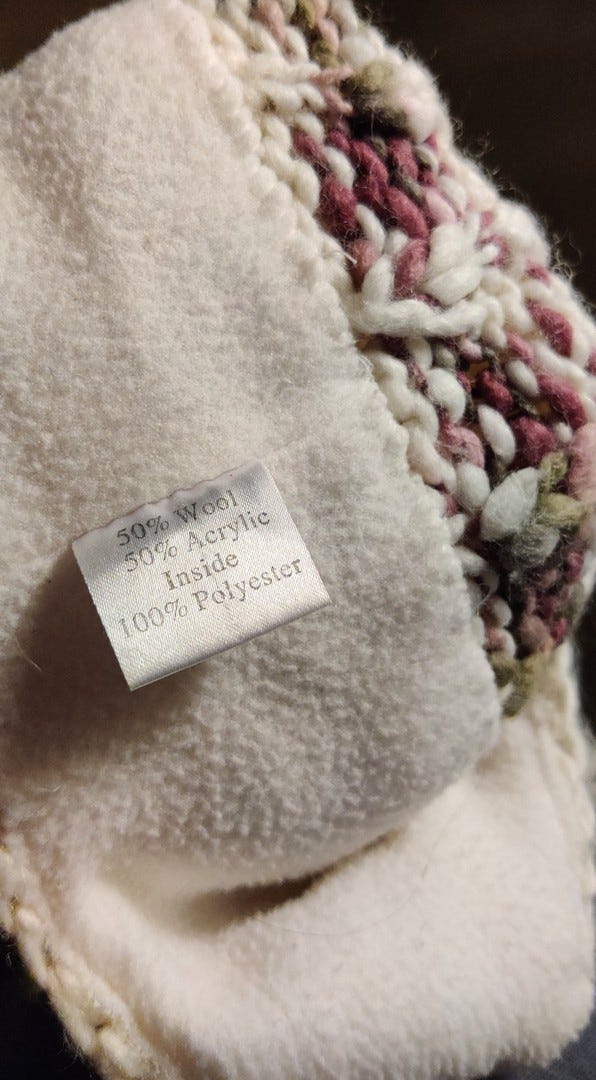 50% Wool
50% Acrylic
Inside
100% Polyester